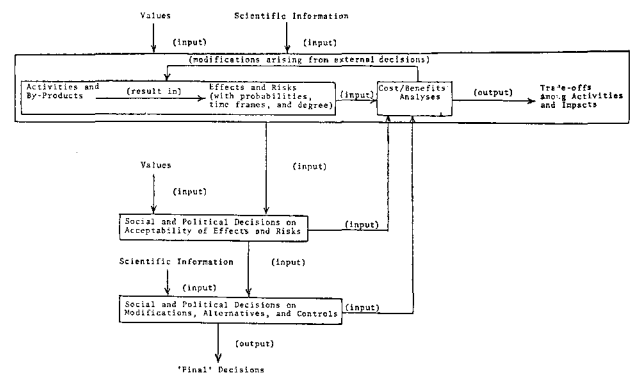 Values
Scientific Information
(input)
(input)
(modifications arising from external decisions)
Activities and
By-Products
(result in)
Effects and Risks
(with probabilities,
time frames, and degree)
(input)
Cost/Benefits
Analyses
(output)
Trade-offs
Among Activities
and Impacts
Values
(input)
(input)
Social and Political Decisions on
Acceptability of Effects and Risks
(input)
Scientific Information
(input)
(input)
Social and Political Decisions on
Modifications, Alternatives, and Controls
(input)
(output)
'Final' Decisions